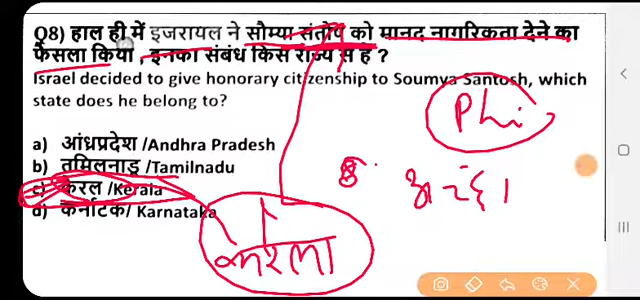 Q8) हाल ही में इजरायल ने सौम्या संतोष को मानद नागरिकता देने का
फैसला किया , इनका संबंध किस राज्य से है ?
Israel decided to give honorary citizenship to Soumya Santosh, which
state does he belong to?
Phi
a) आंध्रप्रदेश /Andhra Pradesh
b) तमिलनाडु /Tamilnadu
c) केरल /Kerala
d) कर्नाटक/ Karnataka
केरला